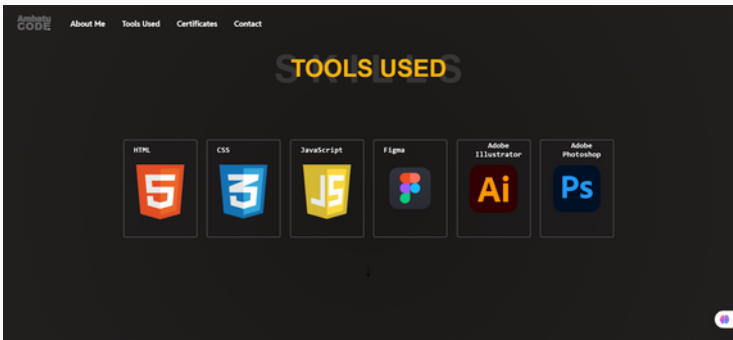 Ambatu
CODE
About Me Tools Used Certificates Contact
SKILLS
TOOLS USED
HTML
CSS
JavaScript
Figma
Adobe
Illustrator
Adobe
Photoshop
5
3
JS
Ai
Ps